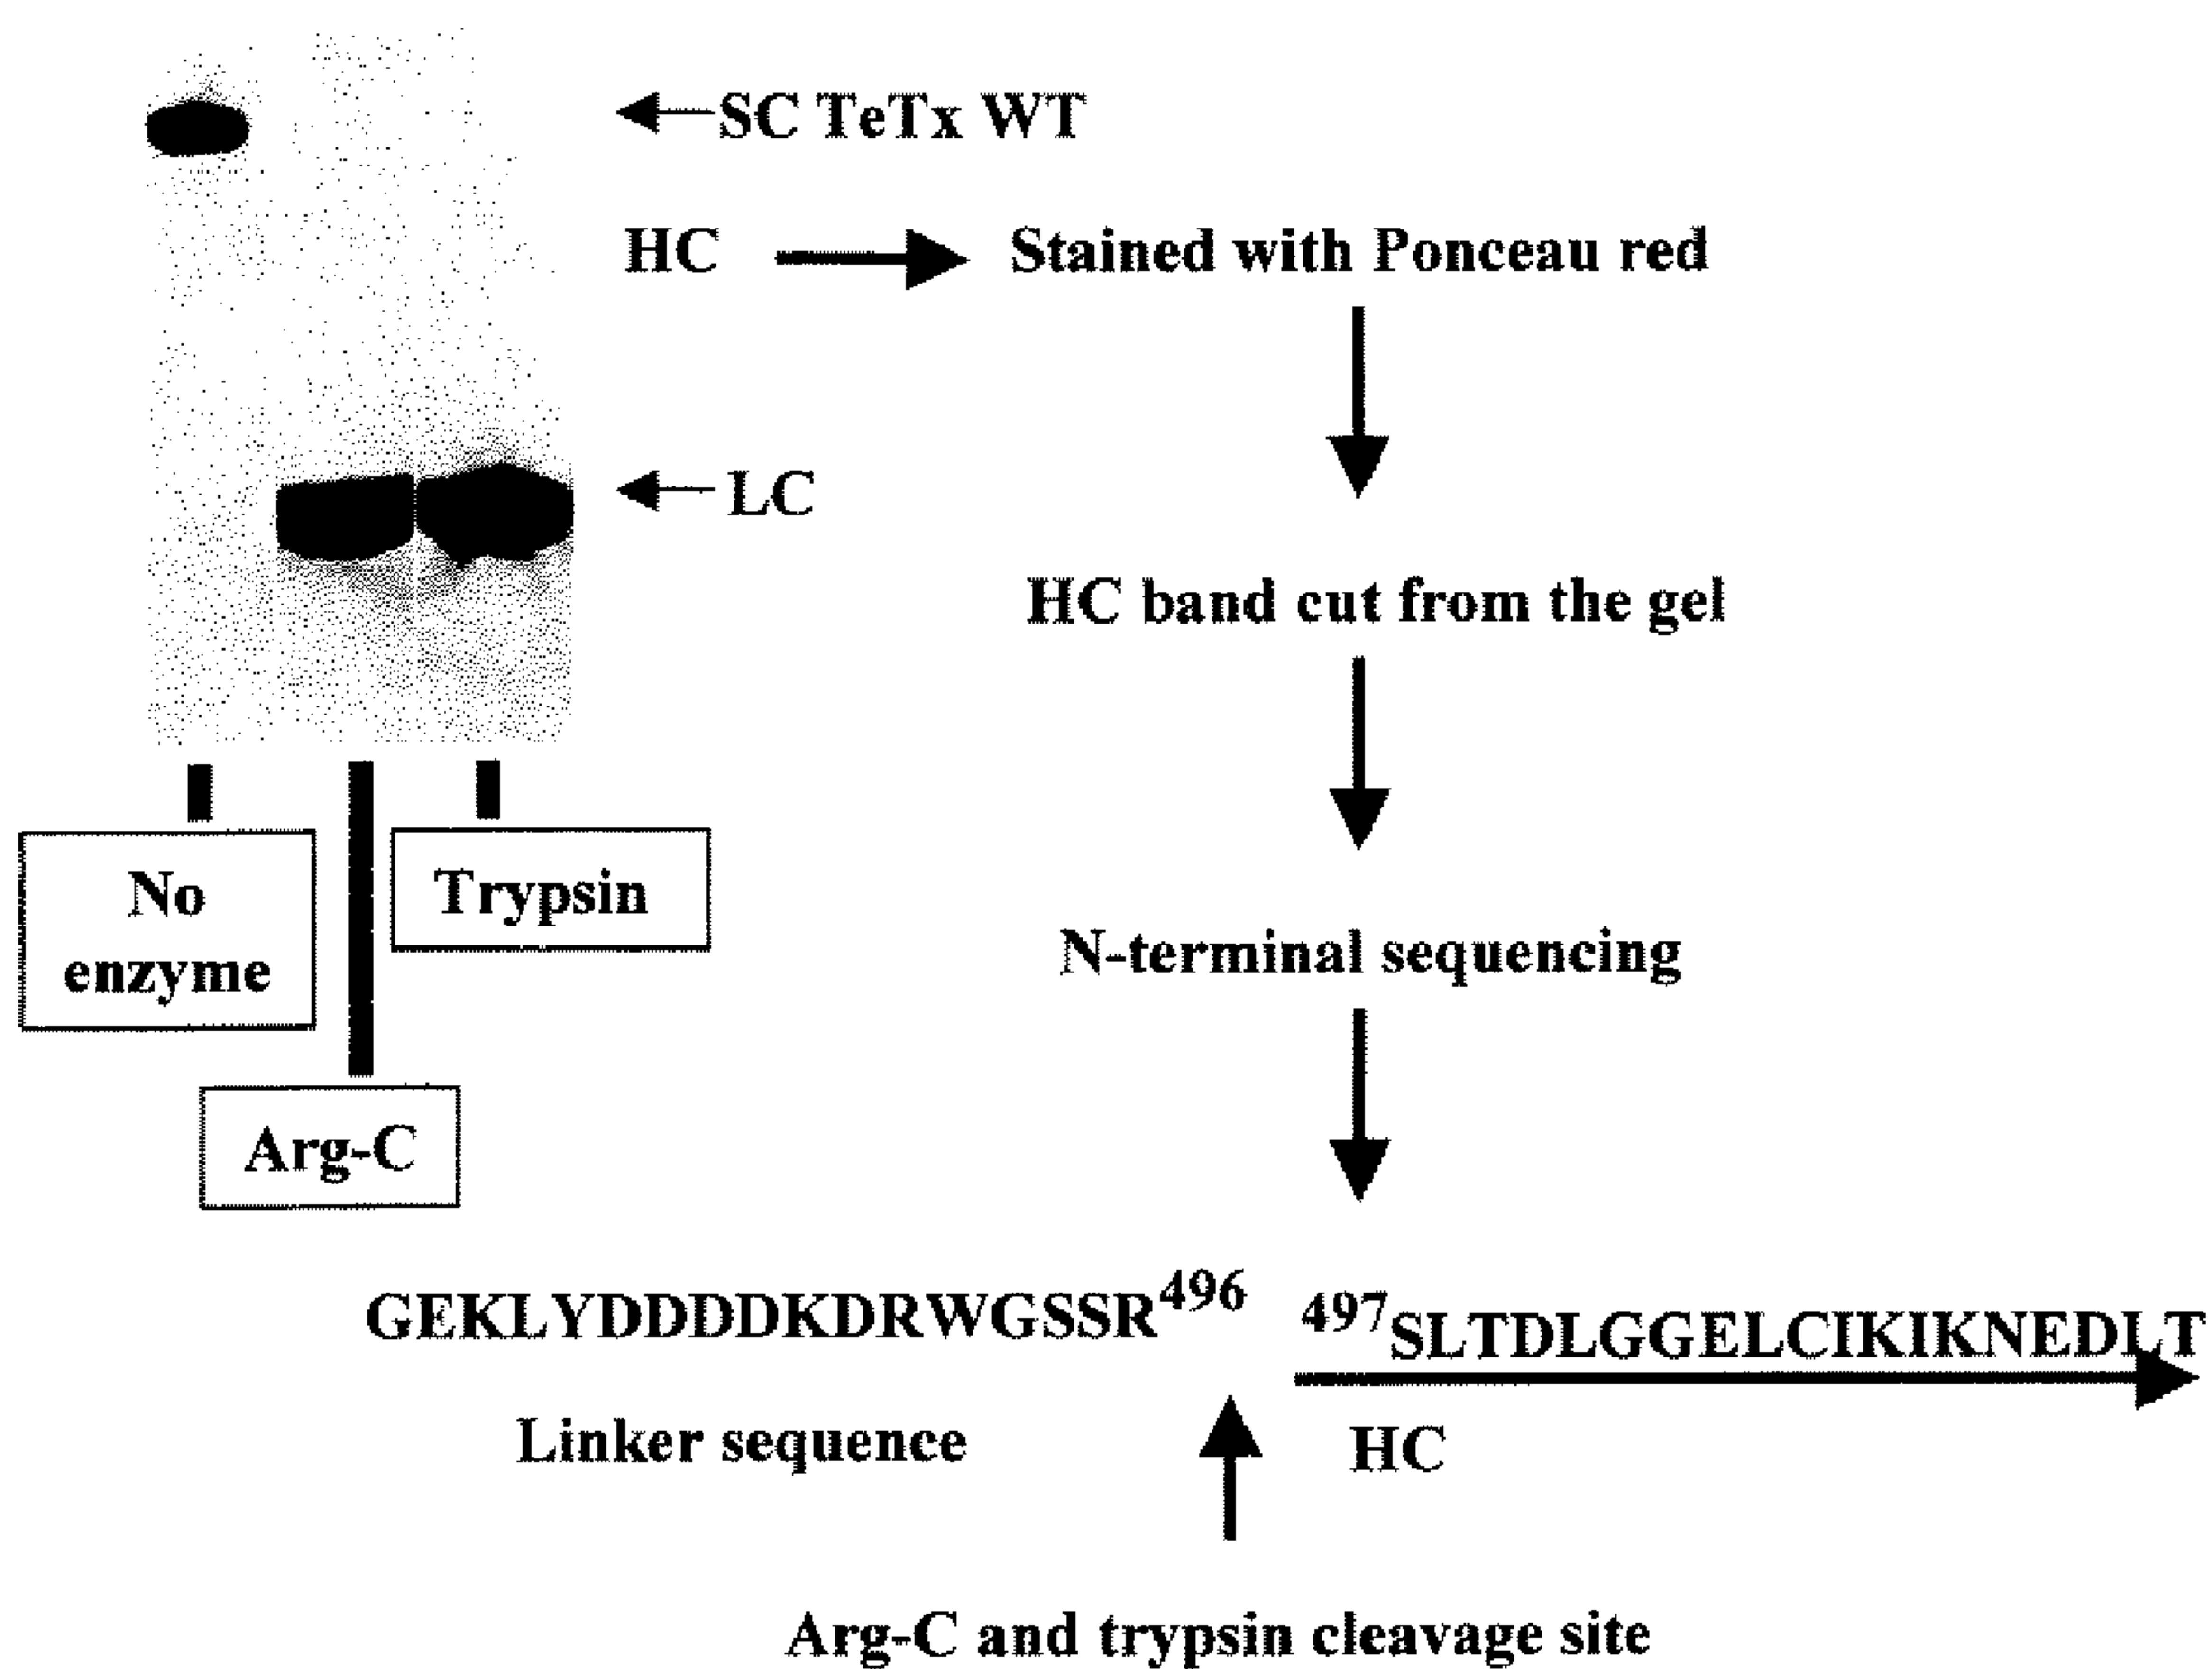 SC TeTx WT
HC
Stained with Ponceau red
LC
HC band cut from the gel
No
enzyme
Trypsin
N-terminal sequencing
Arg-C
GEKLYDDDDKDRWGSSR496 497SLTDLGGELCIKIKNEDLT
Linker sequence
HC
Arg-C and trypsin cleavage site